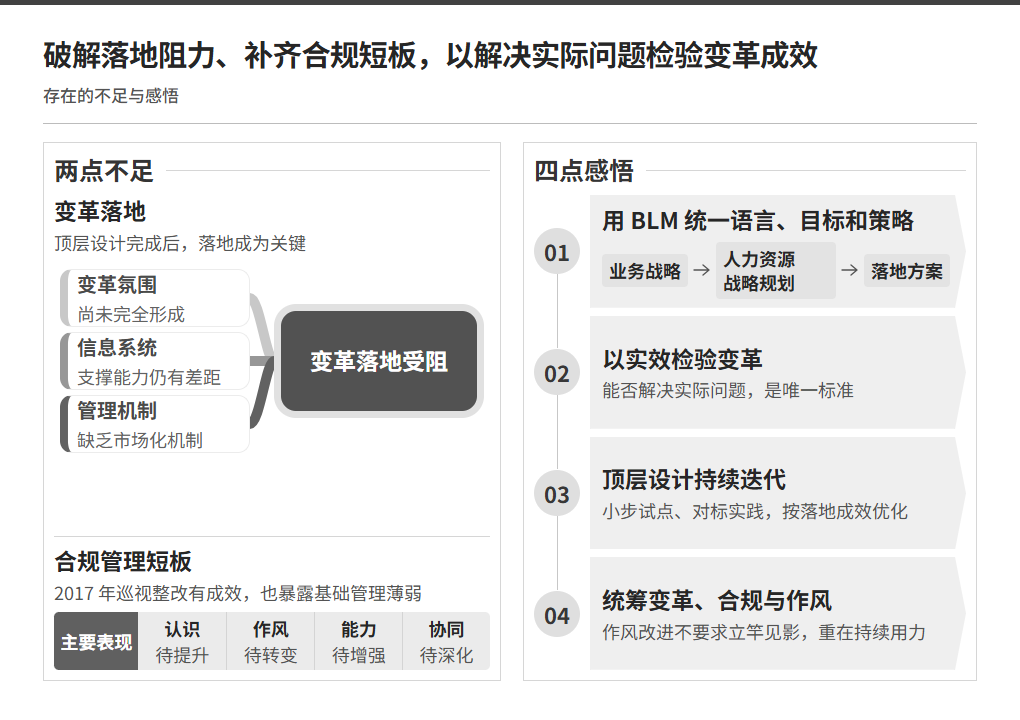 破解落地阻力、补齐合规短板，以解决实际问题检验变革成效
存在的不足与感悟
两点不足
变革落地
顶层设计完成后，落地成为关键
变革氛围
尚未完全形成
信息系统
支撑能力仍有差距
管理机制
缺乏市场化机制
变革落地受阻
合规管理短板
2017 年巡视整改有成效，也暴露基础管理薄弱
主要表现
认识
待提升
作风
待转变
能力
待增强
协同
待深化
四点感悟
01
用 BLM 统一语言、目标和策略
业务战略
→
人力资源
战略规划
→
落地方案
02
以实效检验变革
能否解决实际问题，是唯一标准
03
顶层设计持续迭代
小步试点、对标实践，按落地成效优化
04
统筹变革、合规与作风
作风改进不要求立竿见影，重在持续用力